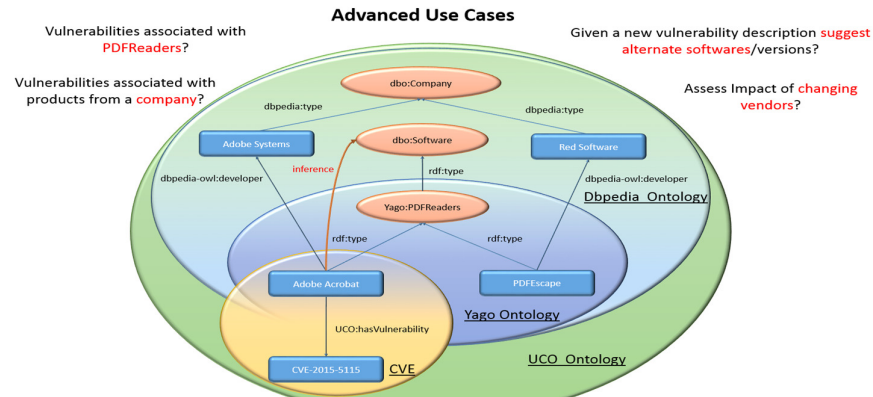 Advanced Use Cases
Vulnerabilities associated with
PDFReaders?
Given a new vulnerability description suggest
alternate softwares/versions?
Vulnerabilities associated with
products from a company?
Assess Impact of changing
vendors?
dbo:Company
dbpedia:type
dbpedia:type
Adobe Systems
dbo:Software
Red Software
inference
rdf:type
dbpedia-owl:developer
dbpedia-owl:developer
Dbpedia Ontology
Yago:PDFReaders
rdf:type
rdf:type
Adobe Acrobat
PDFEscape
Yago Ontology
UCO:hasVulnerability
UCO Ontology
CVE-2015-5115
CVE